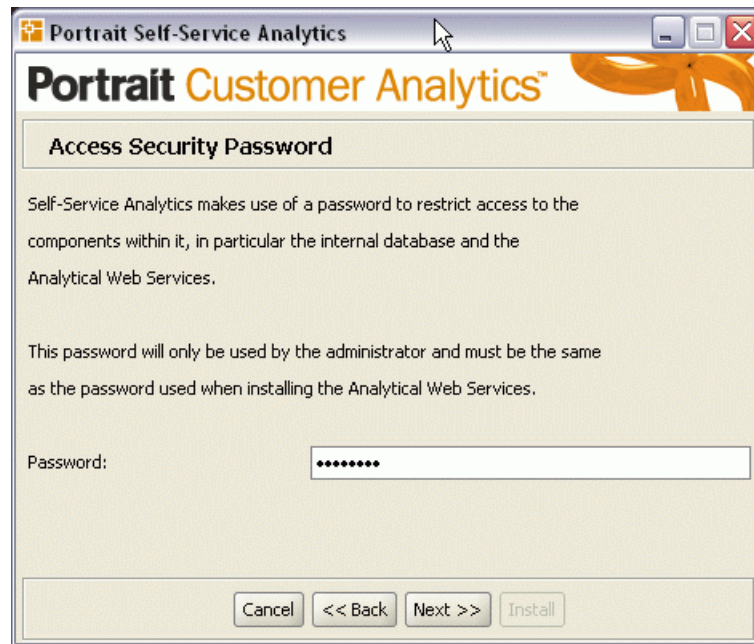 Portrait Self-Service Analytics
Portrait Customer Analytics™
Access Security Password
Self-Service Analytics makes use of a password to restrict access to the
components within it, in particular the internal database and the
Analytical Web Services.
This password will only be used by the administrator and must be the same
as the password used when installing the Analytical Web Services.
Password: ••••••••
Cancel << Back Next >> Install